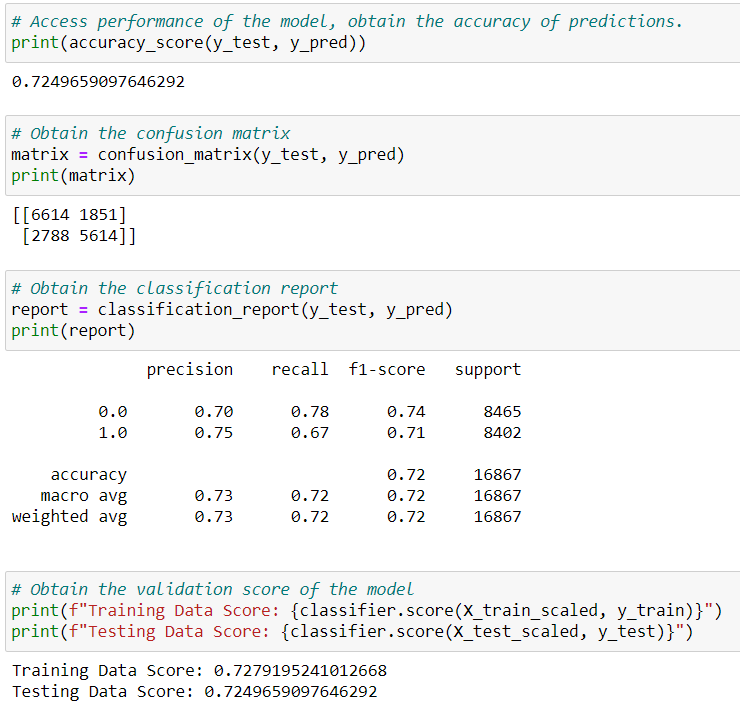 # Access performance of the model, obtain the accuracy of predictions.
print(accuracy_score(y_test, y_pred))
0.7249659097646292
# Obtain the confusion matrix
matrix = confusion_matrix(y_test, y_pred)
print(matrix)
[[6614 1851]
 [2788 5614]]
# Obtain the classification report
report = classification_report(y_test, y_pred)
print(report)
precision recall f1-score support
0.0 0.70 0.78 0.74 8465
1.0 0.75 0.67 0.71 8402
accuracy 0.72 16867
macro avg 0.73 0.72 0.72 16867
weighted avg 0.73 0.72 0.72 16867
# Obtain the validation score of the model
print(f"Training Data Score: {classifier.score(X_train_scaled, y_train)}")
print(f"Testing Data Score: {classifier.score(X_test_scaled, y_test)}")
Training Data Score: 0.7279195241012668
Testing Data Score: 0.7249659097646292